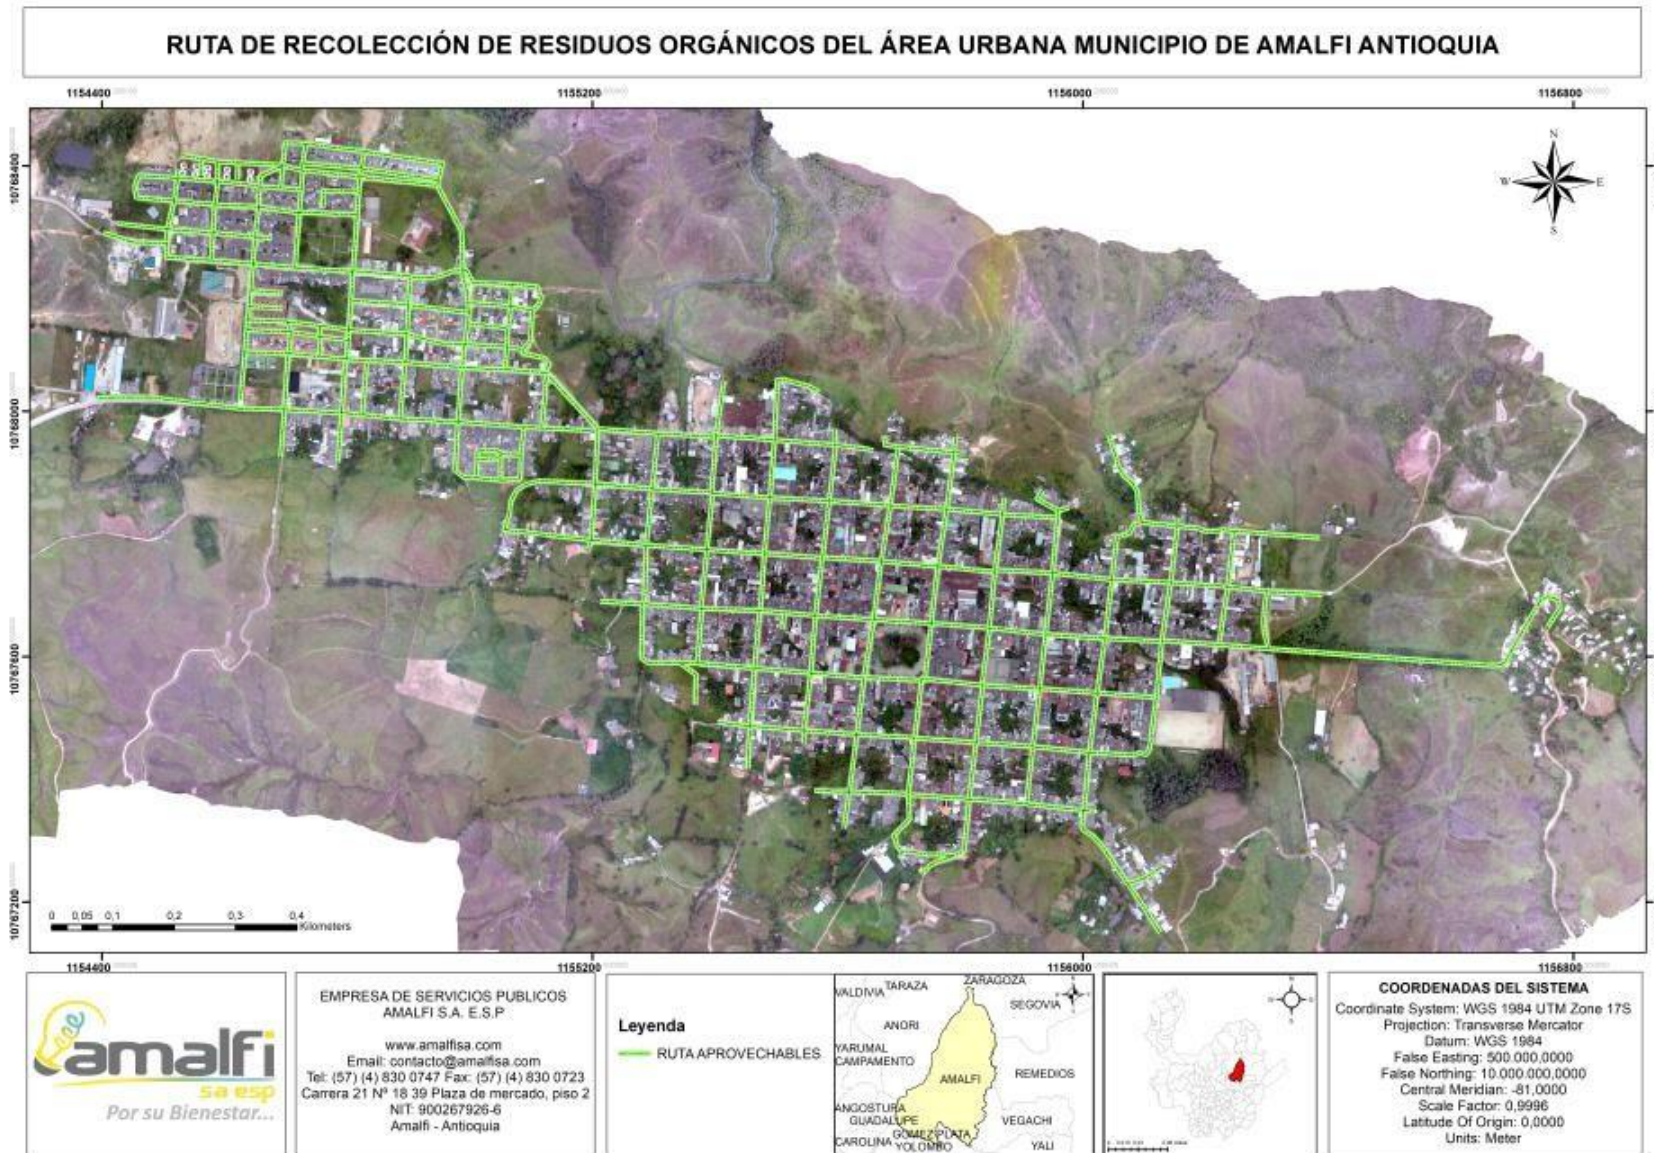 RUTA DE RECOLECCIÓN DE RESIDUOS ORGÁNICOS DEL ÁREA URBANA MUNICIPIO DE AMALFI ANTIOQUIA
1154400
1155200
1156000
1156800
10768400
10768000
10767600
10767200
N
W
E
S
0 0,05 0,1 0,2 0,3 0,4
Kilometers
1154400
1155200
1156000
1156800
amalfi
sa esp
Por su Bienestar...
EMPRESA DE SERVICIOS PUBLICOS
AMALFI S.A. E.S.P
www.amalfisa.com
Email: contacto@amalfisa.com
Tel: (57) (4) 830 0747 Fax: (57) (4) 830 0723
Carrera 21 Nº 18 39 Plaza de mercado, piso 2
NIT: 900267926-6
Amalfi - Antioquia
Leyenda
RUTA APROVECHABLES
VALDIVIA
TARAZA
ZARAGOZA
SEGOVIA
ANORI
YARUMAL
CAMPAMENTO
REMEDIOS
AMALFI
ANGOSTURA
GUADALUPE
VEGACHI
GOMEZ PLATA
CAROLINA
YOLOMBO
YALI
COORDENADAS DEL SISTEMA
Coordinate System: WGS 1984 UTM Zone 17S
Projection: Transverse Mercator
Datum: WGS 1984
False Easting: 500.000,0000
False Northing: 10.000.000,0000
Central Meridian: -81,0000
Scale Factor: 0,9996
Latitude Of Origin: 0,0000
Units: Meter